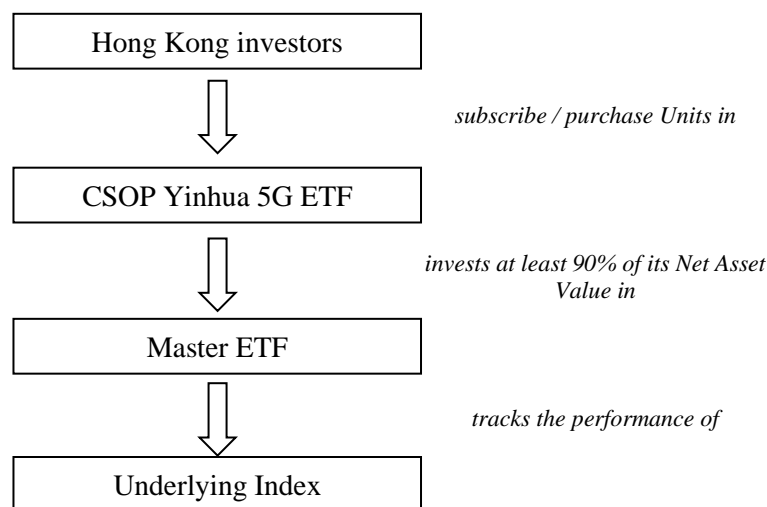 Hong Kong investors
subscribe / purchase Units in
CSOP Yinhua 5G ETF
invests at least 90% of its Net Asset
Value in
Master ETF
tracks the performance of
Underlying Index